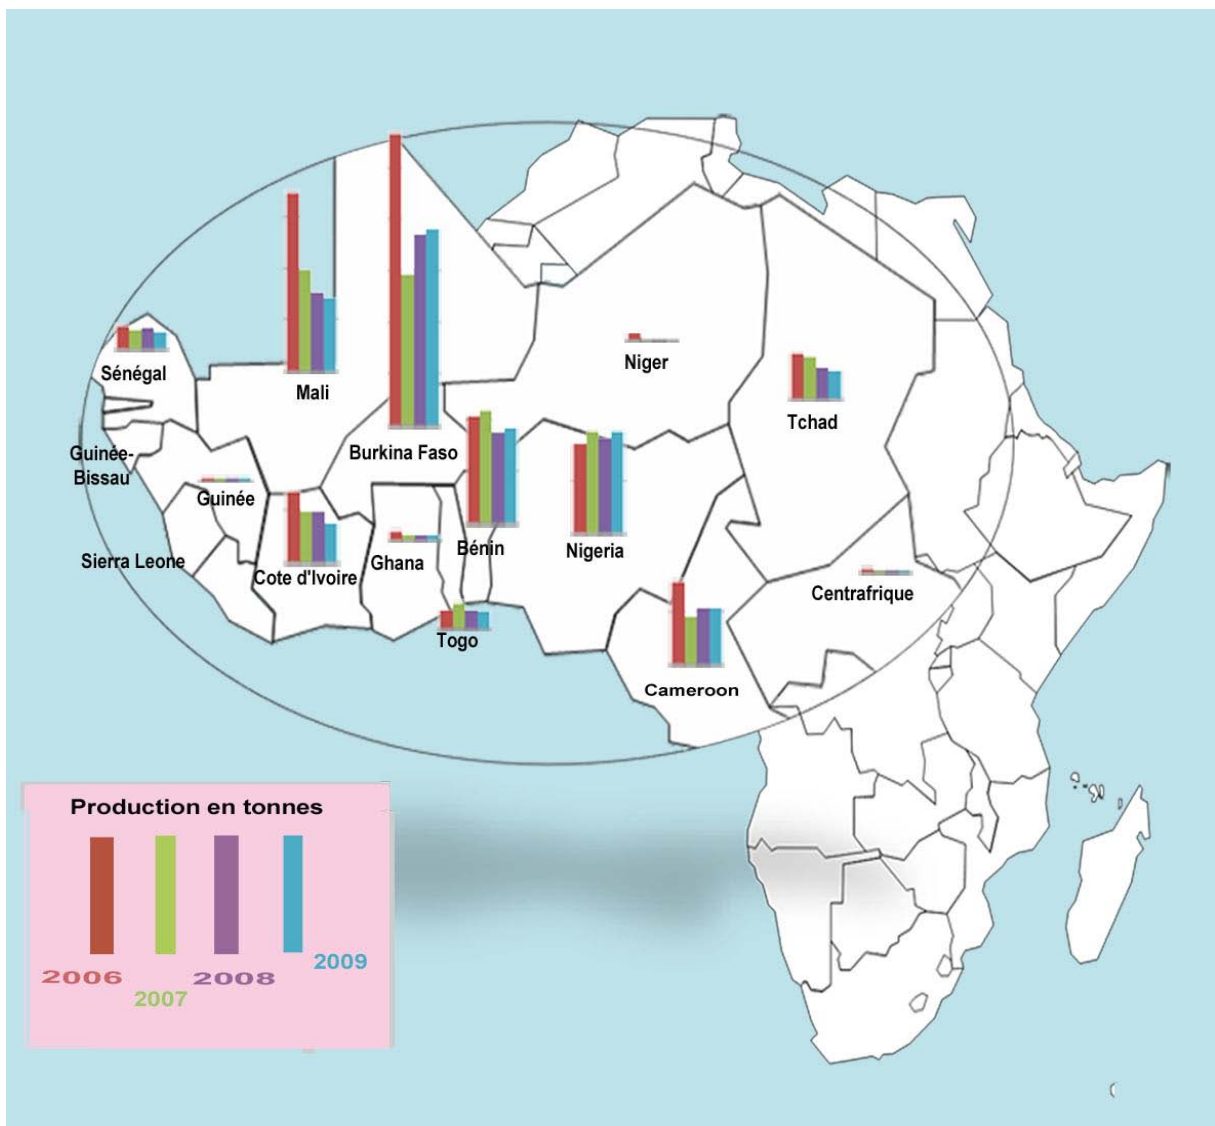 Niger
Sénégal
Mali
Tchad
Burkina Faso
Guinée-
Bissau
Guinée
Bénin
Nigeria
Sierra Leone
Ghana
Cote d'Ivoire
Centrafrique
Togo
Cameroon
Production en tonnes
2006
2007
2008
2009